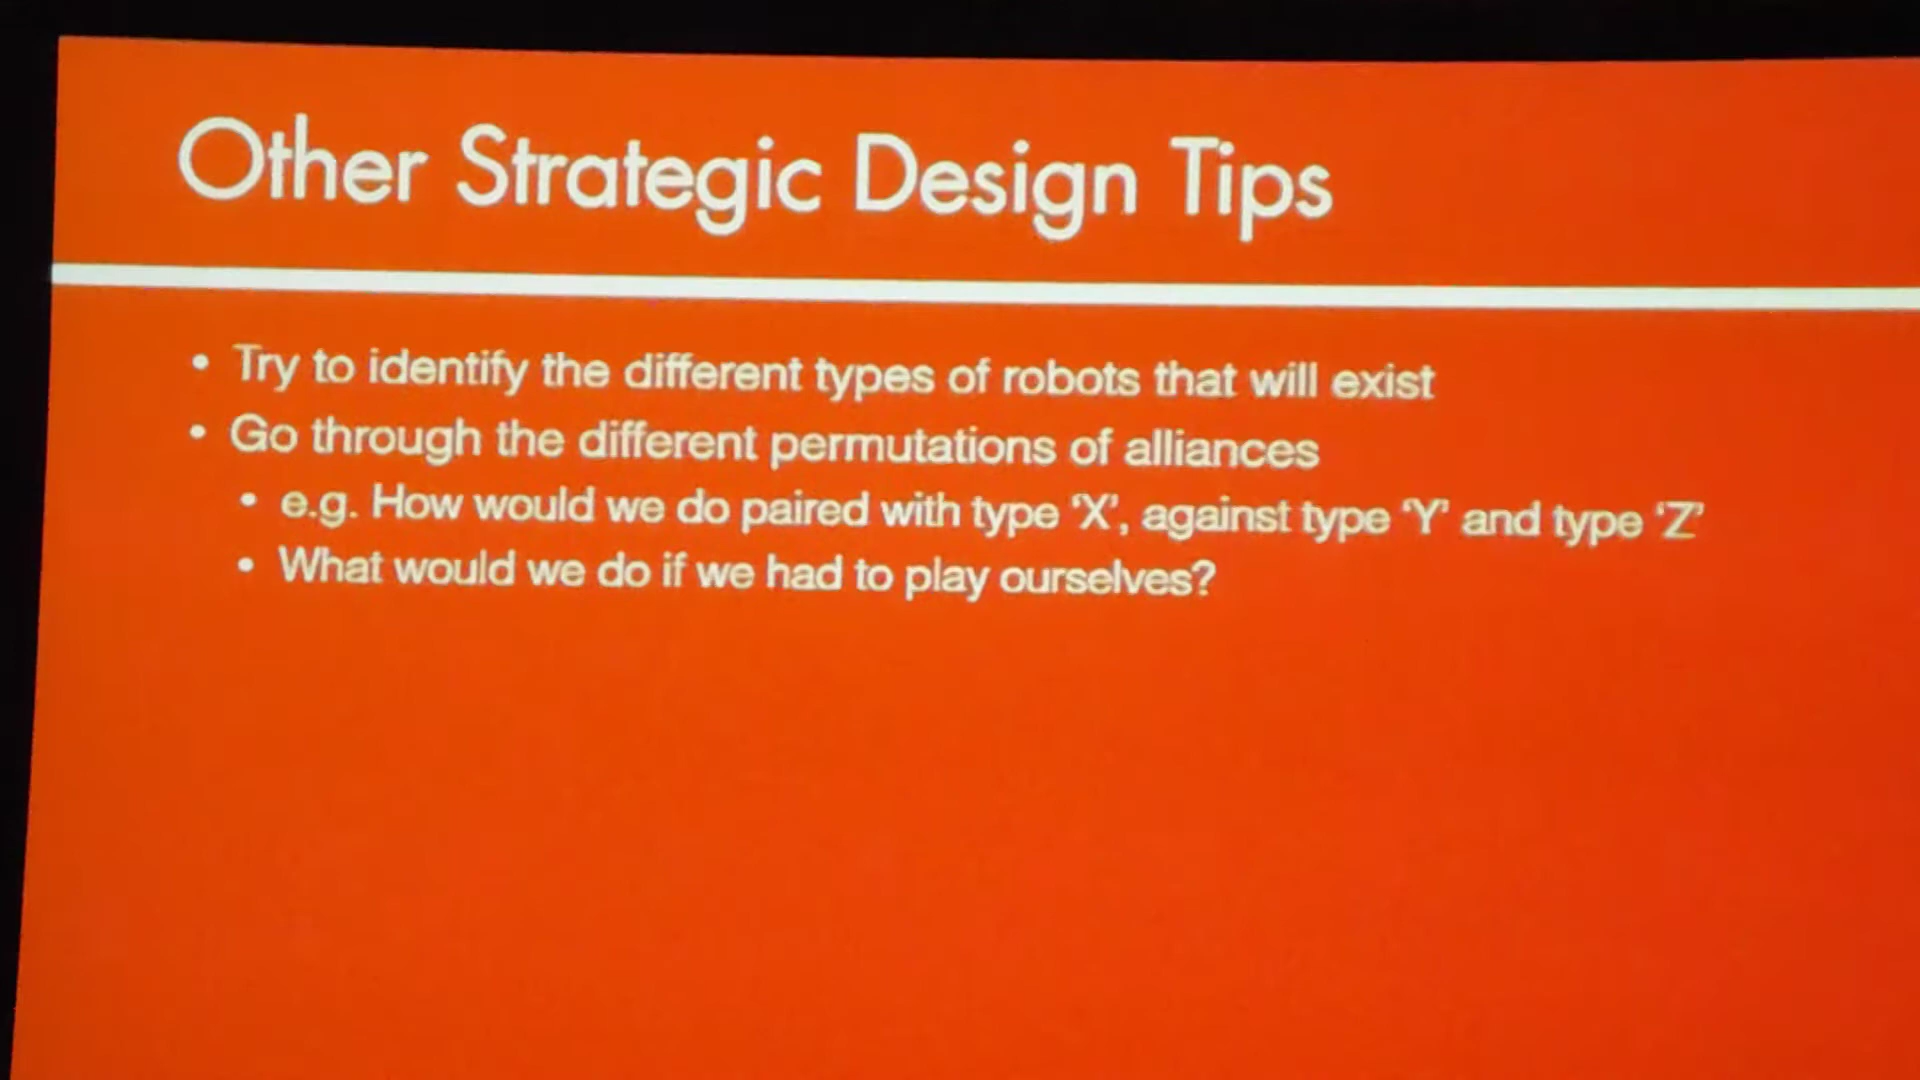 Other Strategic Design Tips
• Try to identify the different types of robots that will exist
• Go through the different permutations of alliances
• e.g. How would we do paired with type ‘X’, against type ‘Y’ and type ‘Z’
• What would we do if we had to play ourselves?